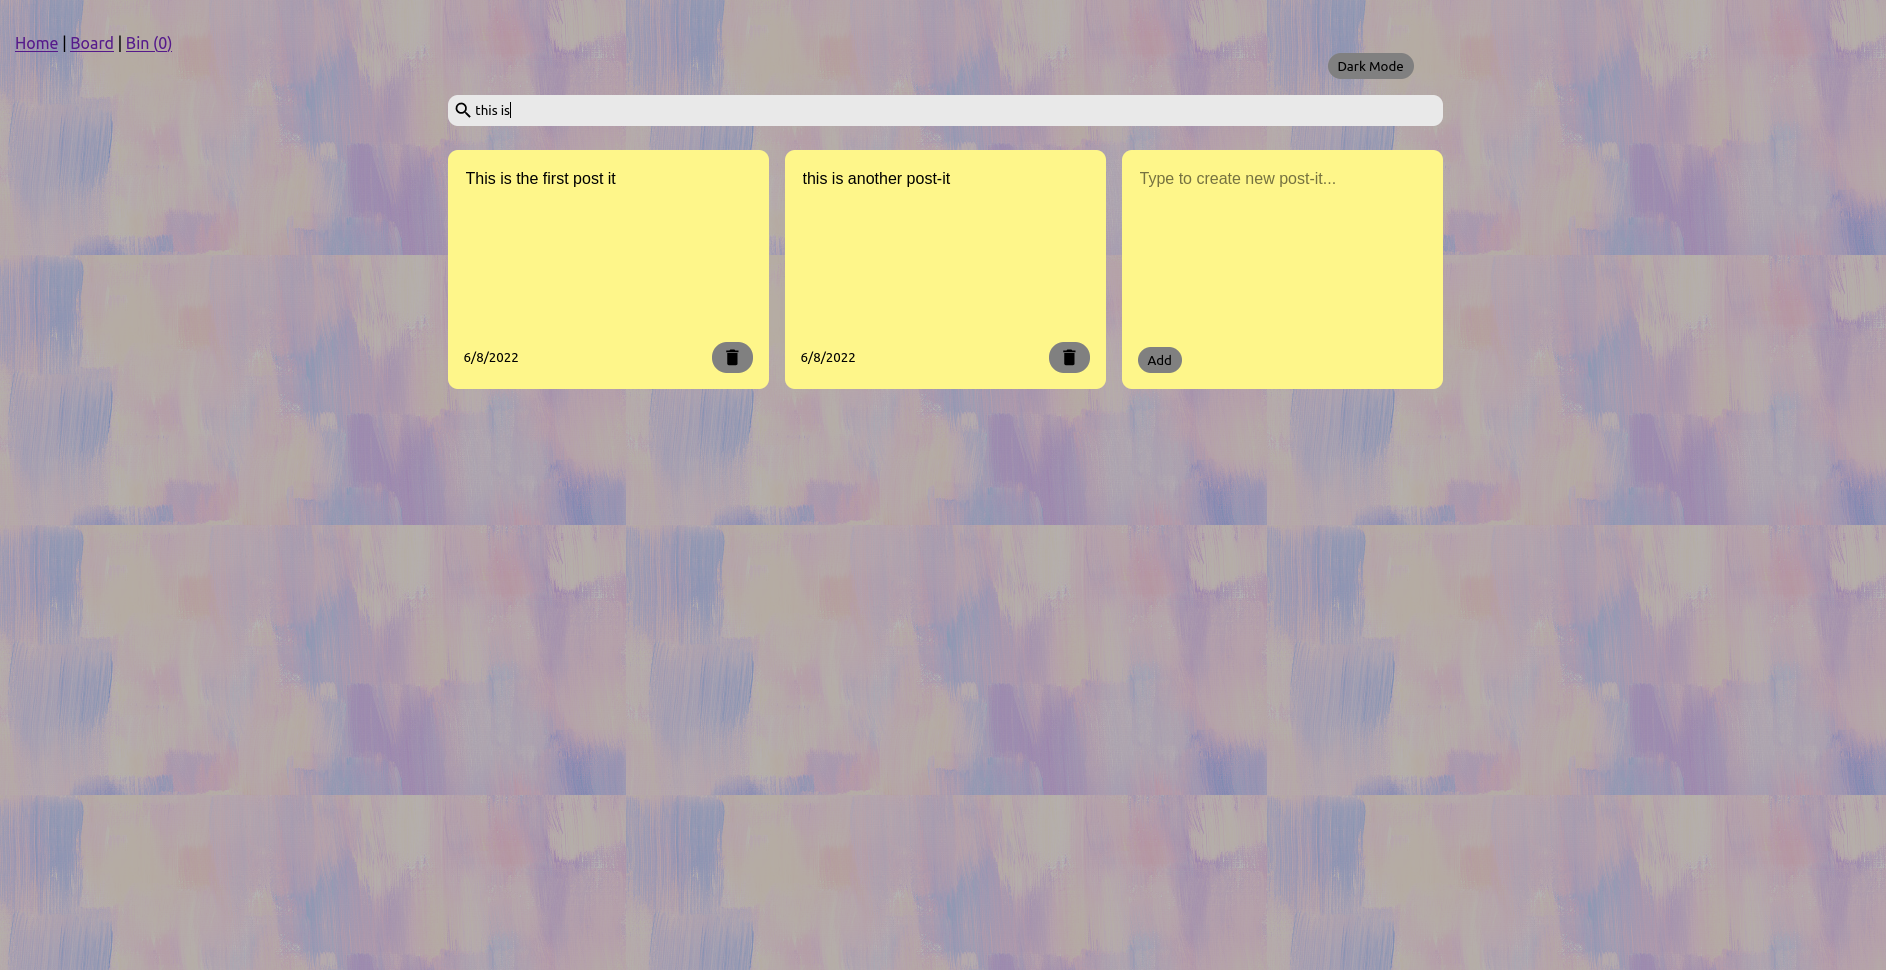 Home | Board | Bin (0)
Dark Mode
this is
This is the first post it
this is another post-it
Type to create new post-it...
6/8/2022
6/8/2022
Add